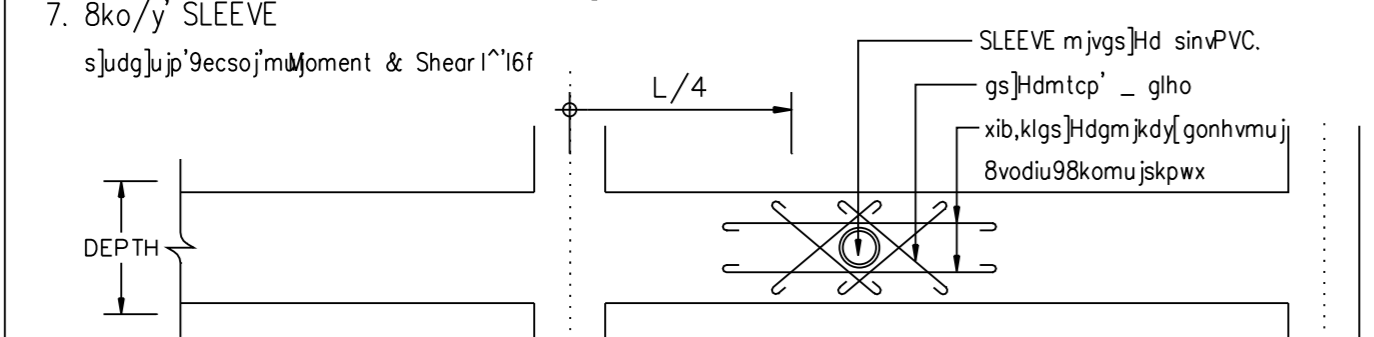 7. 8ko/y' SLEEVE
s]udg]ujp'9ecsoj'mujMoment & Shear l^'l6f
SLEEVE mjvgs]Hd sinvPVC.
L/4
gs]Hdmtcp' _ glho
xib,klgs]Hdgmjkdy[gonhvmuj
8vodiu98komujskpwx
DEPTH